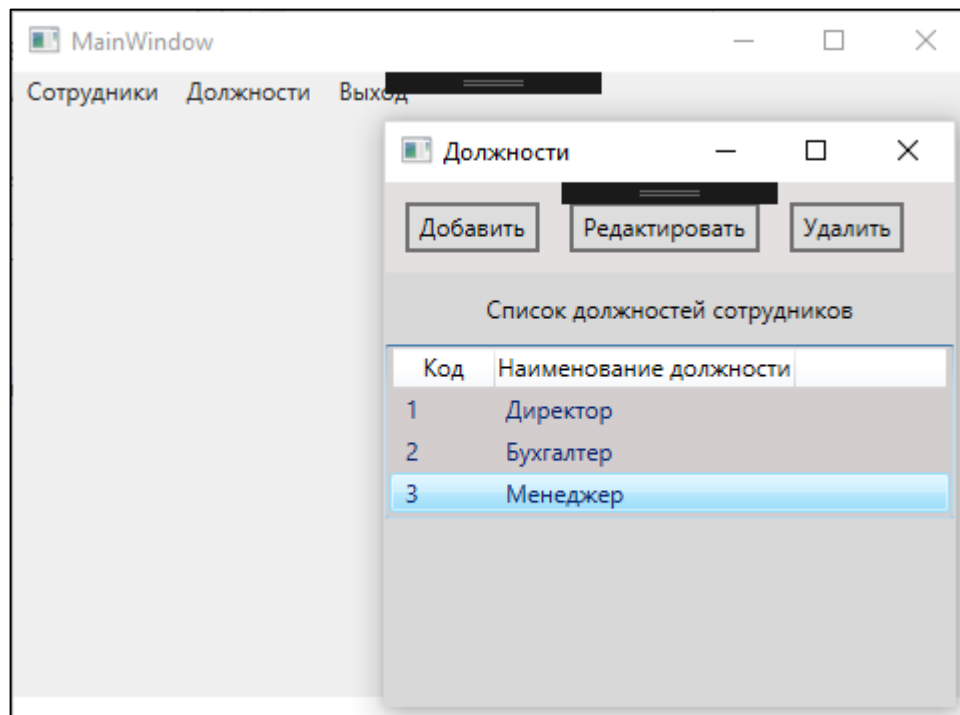 MainWindow
Сотрудники Должности Выход
Должности
Добавить Редактировать Удалить
Список должностей сотрудников
Код Наименование должности
1 Директор
2 Бухгалтер
3 Менеджер